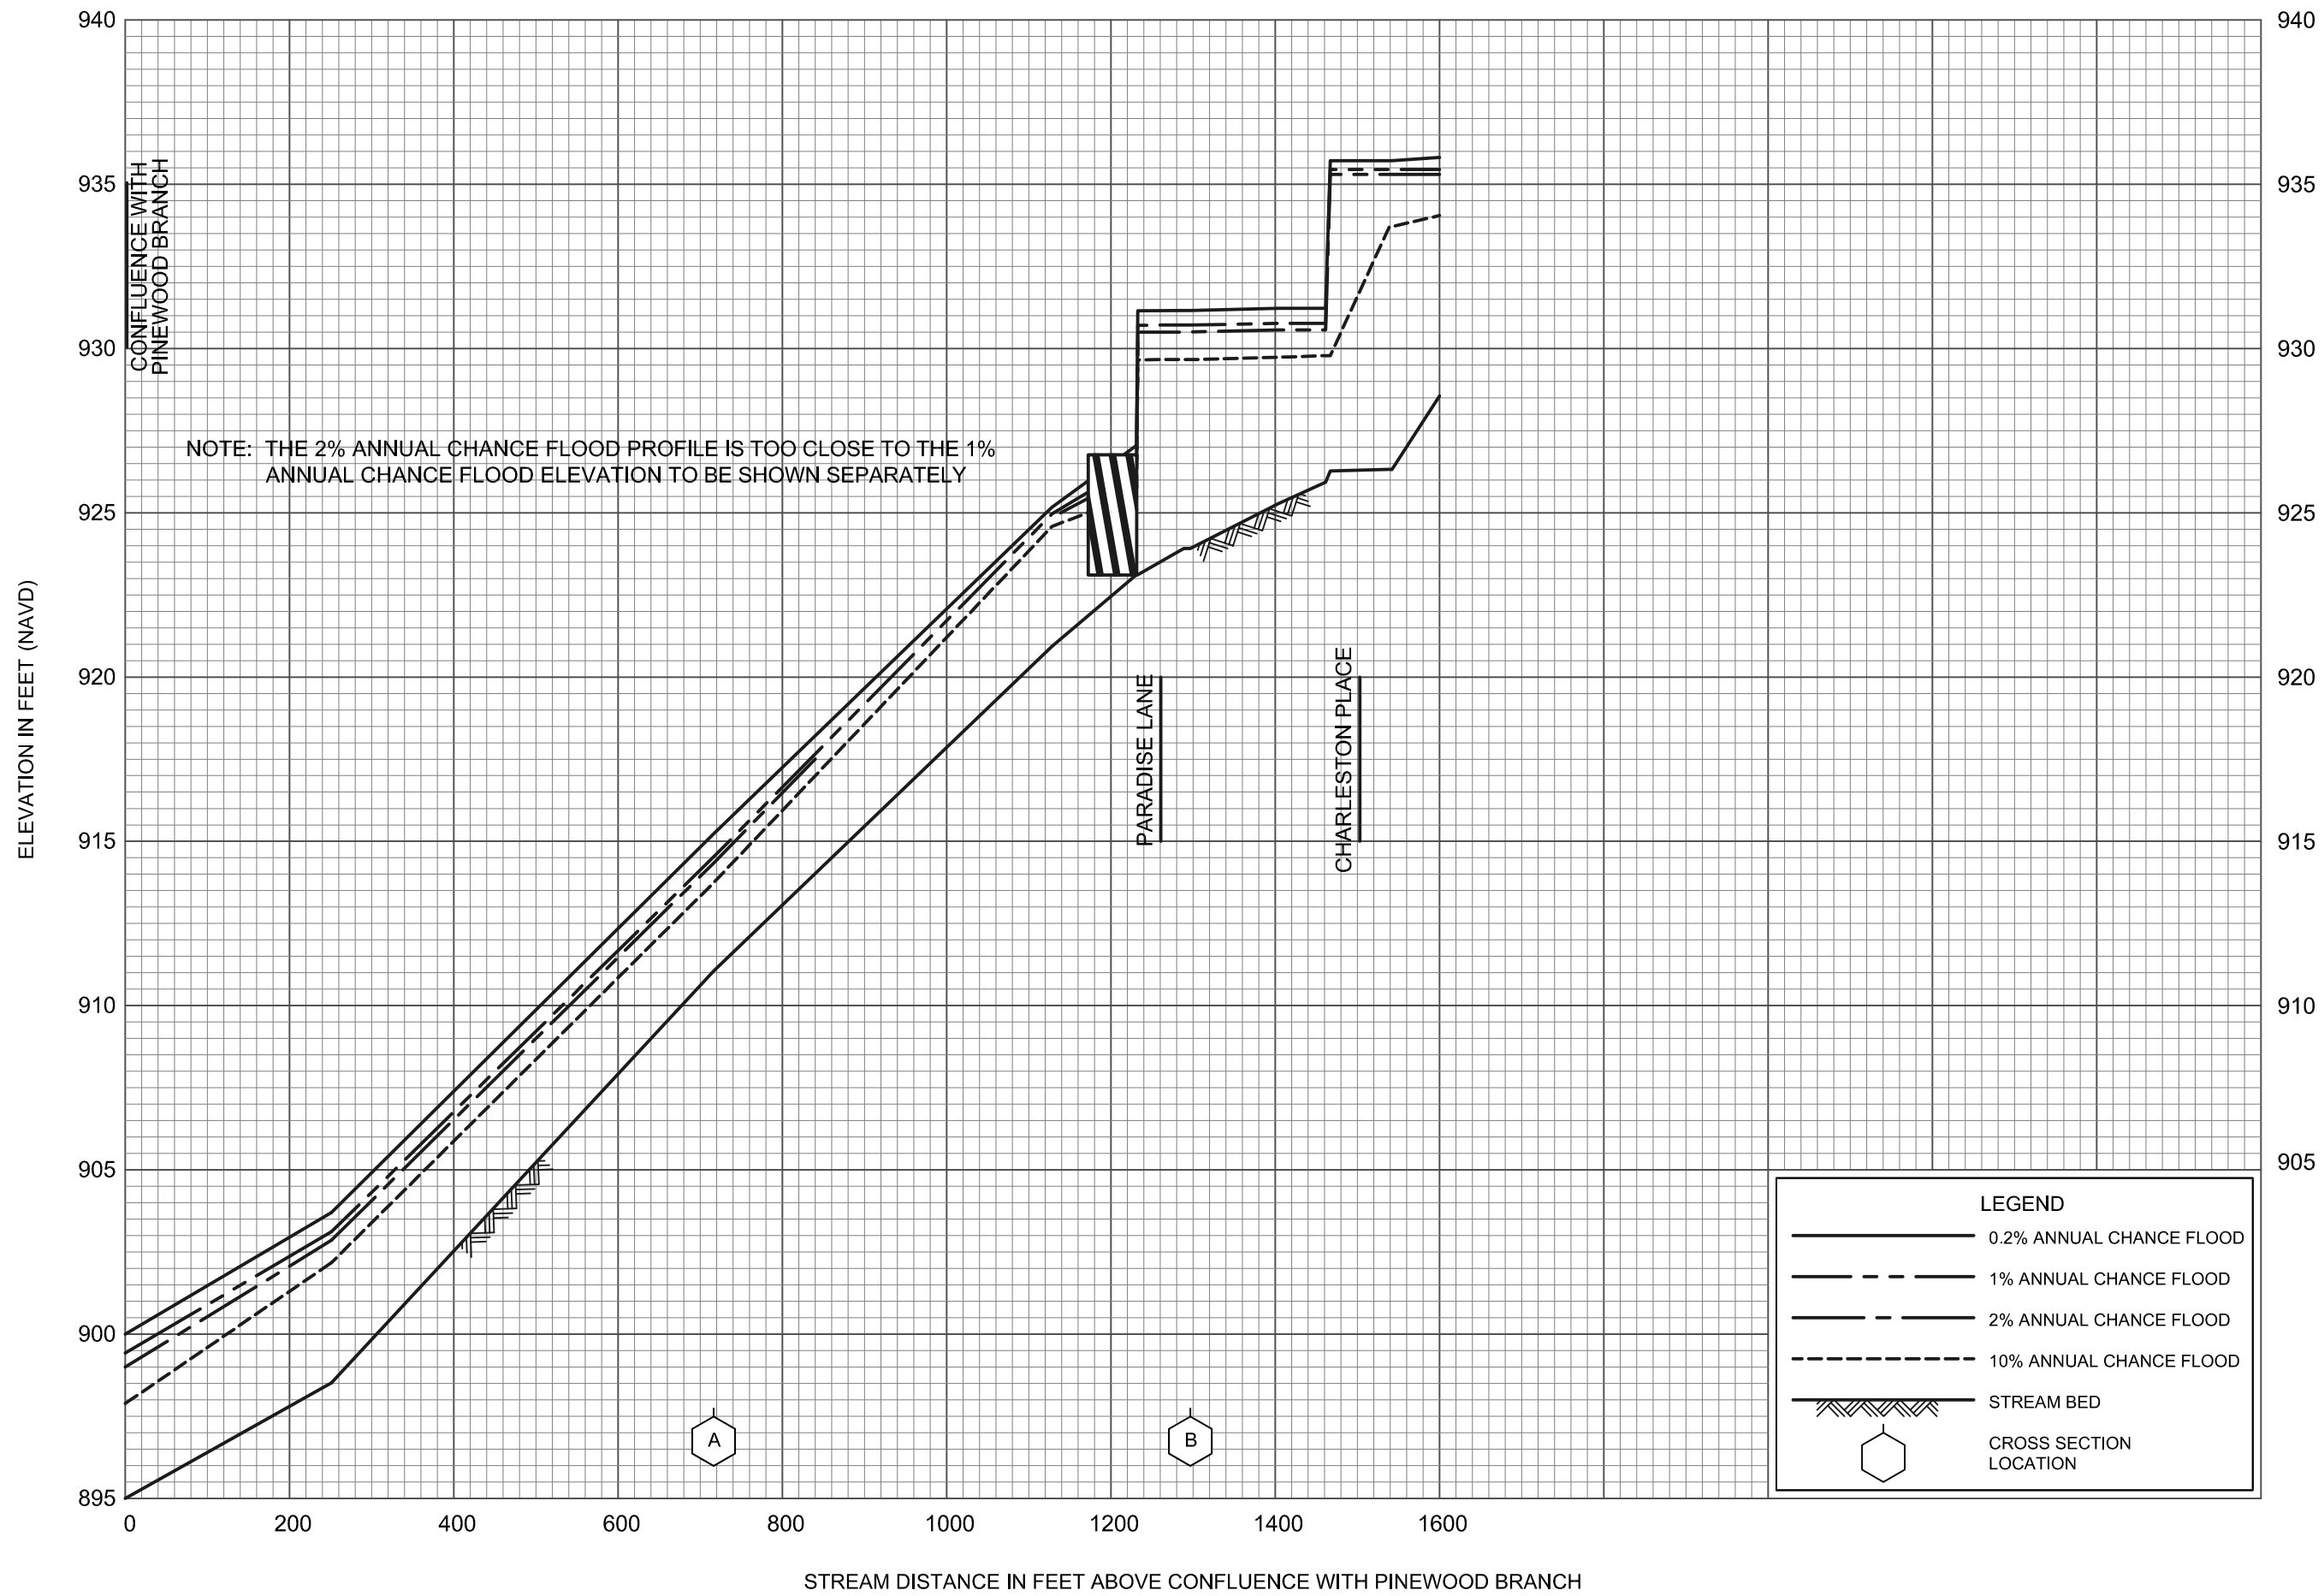 940
940
935
935
930
930
925
925
920
920
915
915
910
910
905
905
900
895
ELEVATION IN FEET (NAVD)
CONFLUENCE WITH
PINEWOOD BRANCH
NOTE: THE 2% ANNUAL CHANCE FLOOD PROFILE IS TOO CLOSE TO THE 1%
ANNUAL CHANCE FLOOD ELEVATION TO BE SHOWN SEPARATELY
PARADISE LANE
CHARLESTON PLACE
A
B
LEGEND
0.2% ANNUAL CHANCE FLOOD
1% ANNUAL CHANCE FLOOD
2% ANNUAL CHANCE FLOOD
10% ANNUAL CHANCE FLOOD
STREAM BED
CROSS SECTION
LOCATION
0 200 400 600 800 1000 1200 1400 1600
STREAM DISTANCE IN FEET ABOVE CONFLUENCE WITH PINEWOOD BRANCH